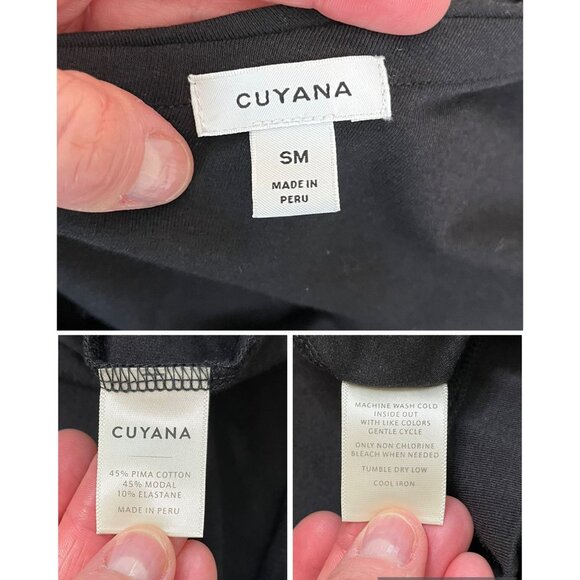 CUYANA
SM
MADE IN
PERU
CUYANA
45% PIMA COTTON
45% MODAL
10% ELASTANE
MADE IN PERU
MACHINE WASH COLD
INSIDE OUT
WITH LIKE COLORS
GENTLE CYCLE
ONLY NON CHLORINE
BLEACH WHEN NEEDED
TUMBLE DRY LOW
COOL IRON